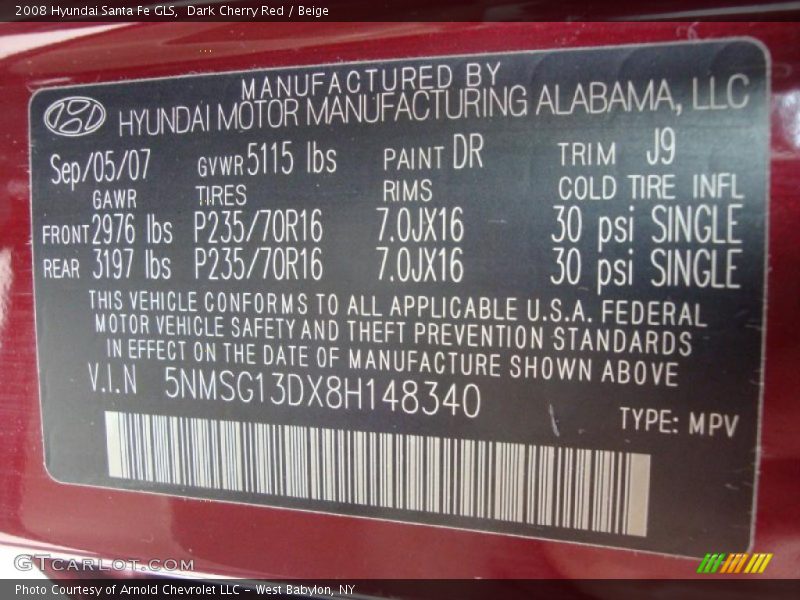 2008 Hyundai Santa Fe GLS, Dark Cherry Red / Beige
MANUFACTURED BY
HYUNDAI MOTOR MANUFACTURING ALABAMA, LLC
Sep/05/07 GVWR 5115 lbs PAINT DR TRIM J9
GAWR TIRES RIMS COLD TIRE INFL
FRONT 2976 lbs P235/70R16 7.0JX16 30 psi SINGLE
REAR 3197 lbs P235/70R16 7.0JX16 30 psi SINGLE
THIS VEHICLE CONFORMS TO ALL APPLICABLE U.S.A. FEDERAL
MOTOR VEHICLE SAFETY AND THEFT PREVENTION STANDARDS
IN EFFECT ON THE DATE OF MANUFACTURE SHOWN ABOVE
V.I.N 5NMSG13DX8H148340
TYPE: MPV
GTCARLOT.COM
Photo Courtesy of Arnold Chevrolet LLC - West Babylon, NY